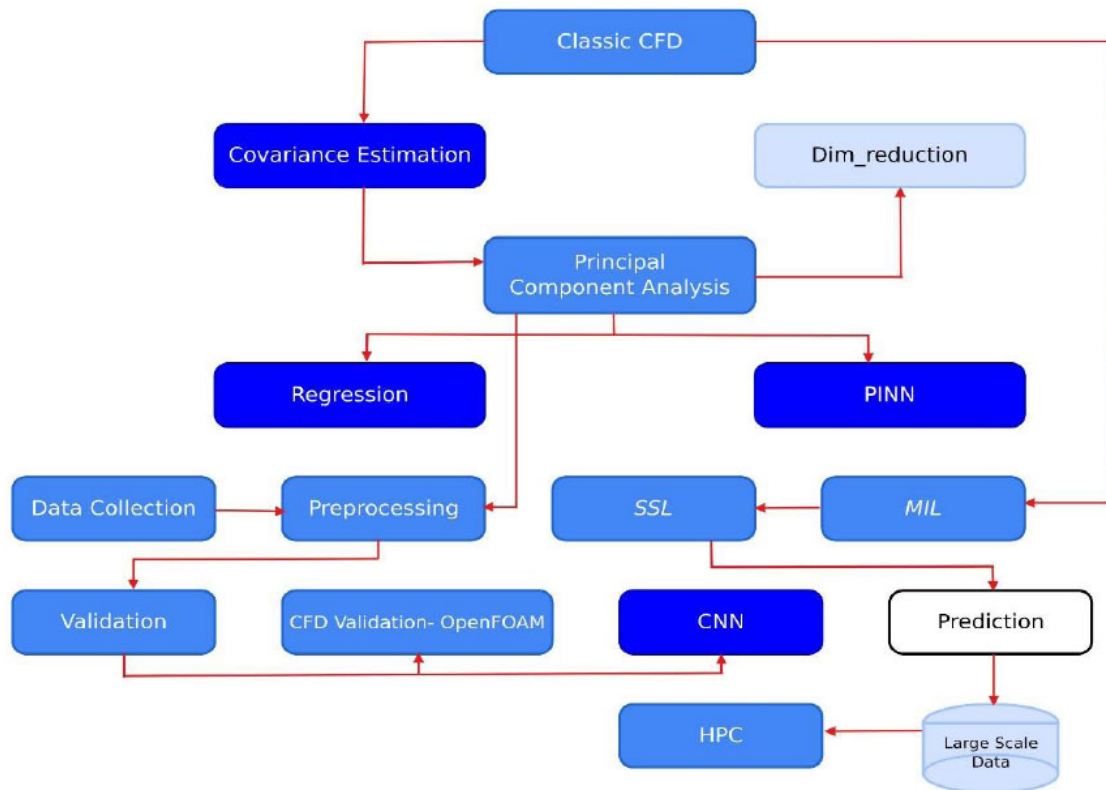 Classic CFD
Covariance Estimation
Dim_reduction
Principal
Component Analysis
Regression
PINN
Data Collection
Preprocessing
SSL
MIL
Validation
CFD Validation- OpenFOAM
CNN
Prediction
HPC
Large Scale
Data